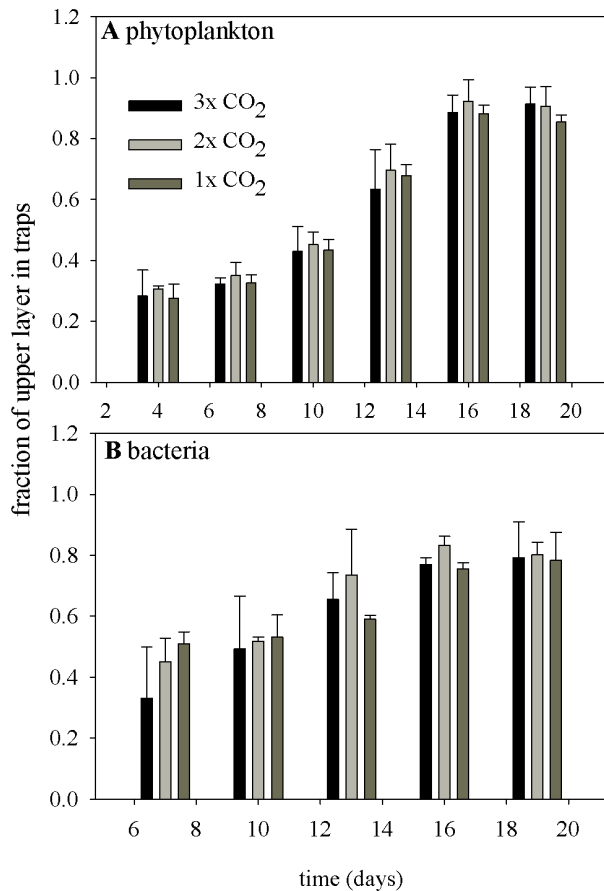 A phytoplankton
3x CO2
2x CO2
1x CO2
1.2
1.0
0.8
0.6
0.4
0.2
0.0
2 4 6 8 10 12 14 16 18 20
fraction of upper layer in traps
B bacteria
1.2
1.0
0.8
0.6
0.4
0.2
0.0
6 8 10 12 14 16 18 20
time (days)